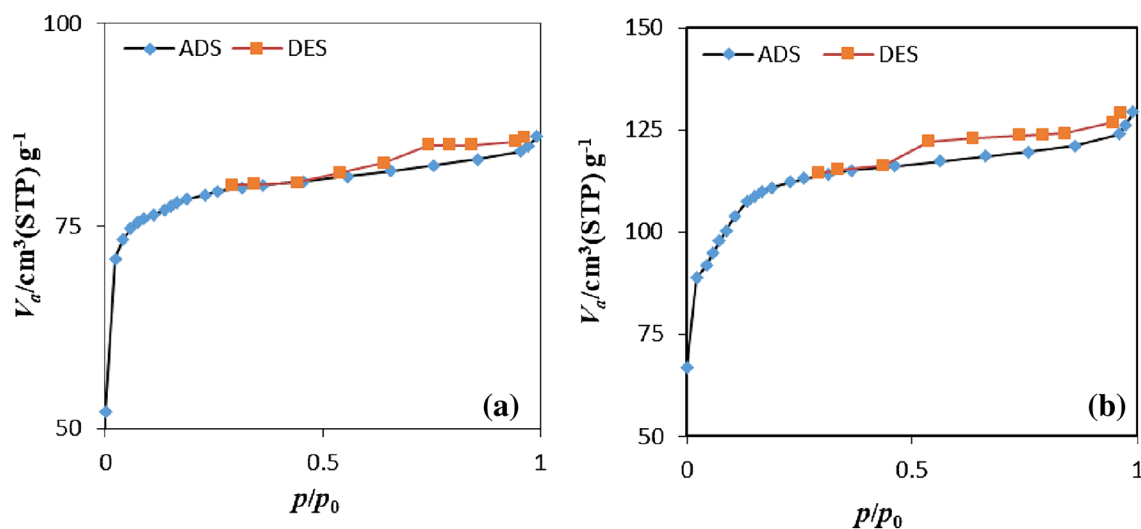 100
ADS DES
75
50
0 0.5 1
Vₐ/cm³(STP) g⁻¹
p/p₀
(a)
150
ADS DES
125
100
75
50
0 0.5 1
Vₐ/cm³(STP) g⁻¹
p/p₀
(b)